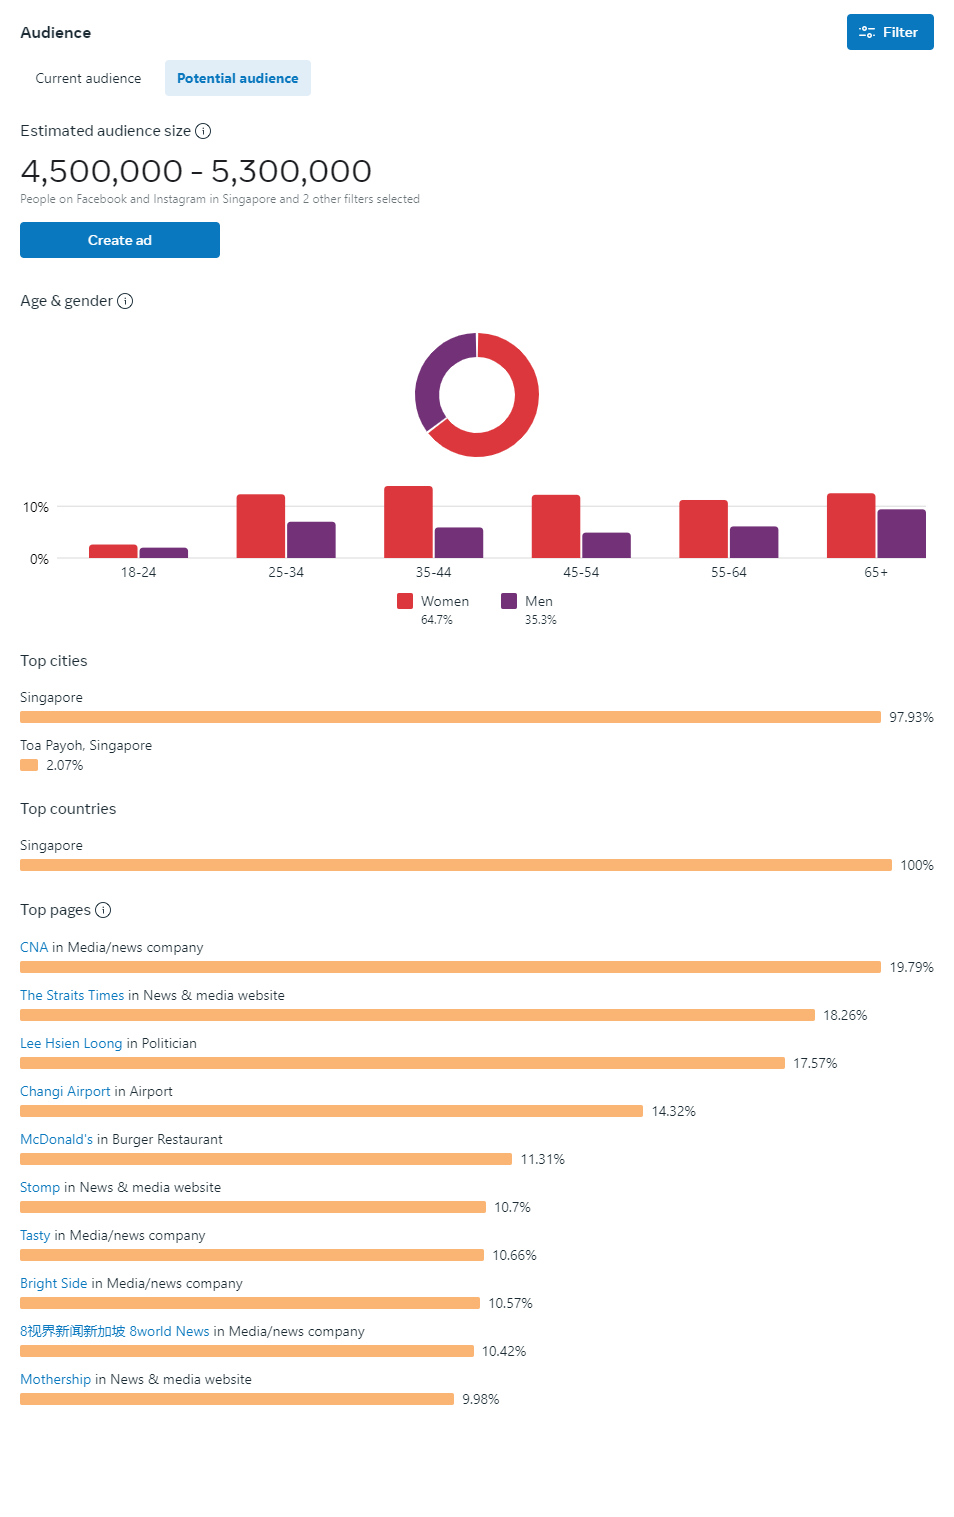 Audience
Filter
Current audience
Potential audience
Estimated audience size
4,500,000 - 5,300,000
People on Facebook and Instagram in Singapore and 2 other filters selected
Create ad
Age & gender
10%
0%
18-24 25-34 35-44 45-54 55-64 65+
Women Men
64.7% 35.3%
Top cities
Singapore
97.93%
Toa Payoh, Singapore
2.07%
Top countries
Singapore
100%
Top pages
CNA in Media/news company
19.79%
The Straits Times in News & media website
18.26%
Lee Hsien Loong in Politician
17.57%
Changi Airport in Airport
14.32%
McDonald's in Burger Restaurant
11.31%
Stomp in News & media website
10.7%
Tasty in Media/news company
10.66%
Bright Side in Media/news company
10.57%
8视界新闻新加坡 8world News in Media/news company
10.42%
Mothership in News & media website
9.98%